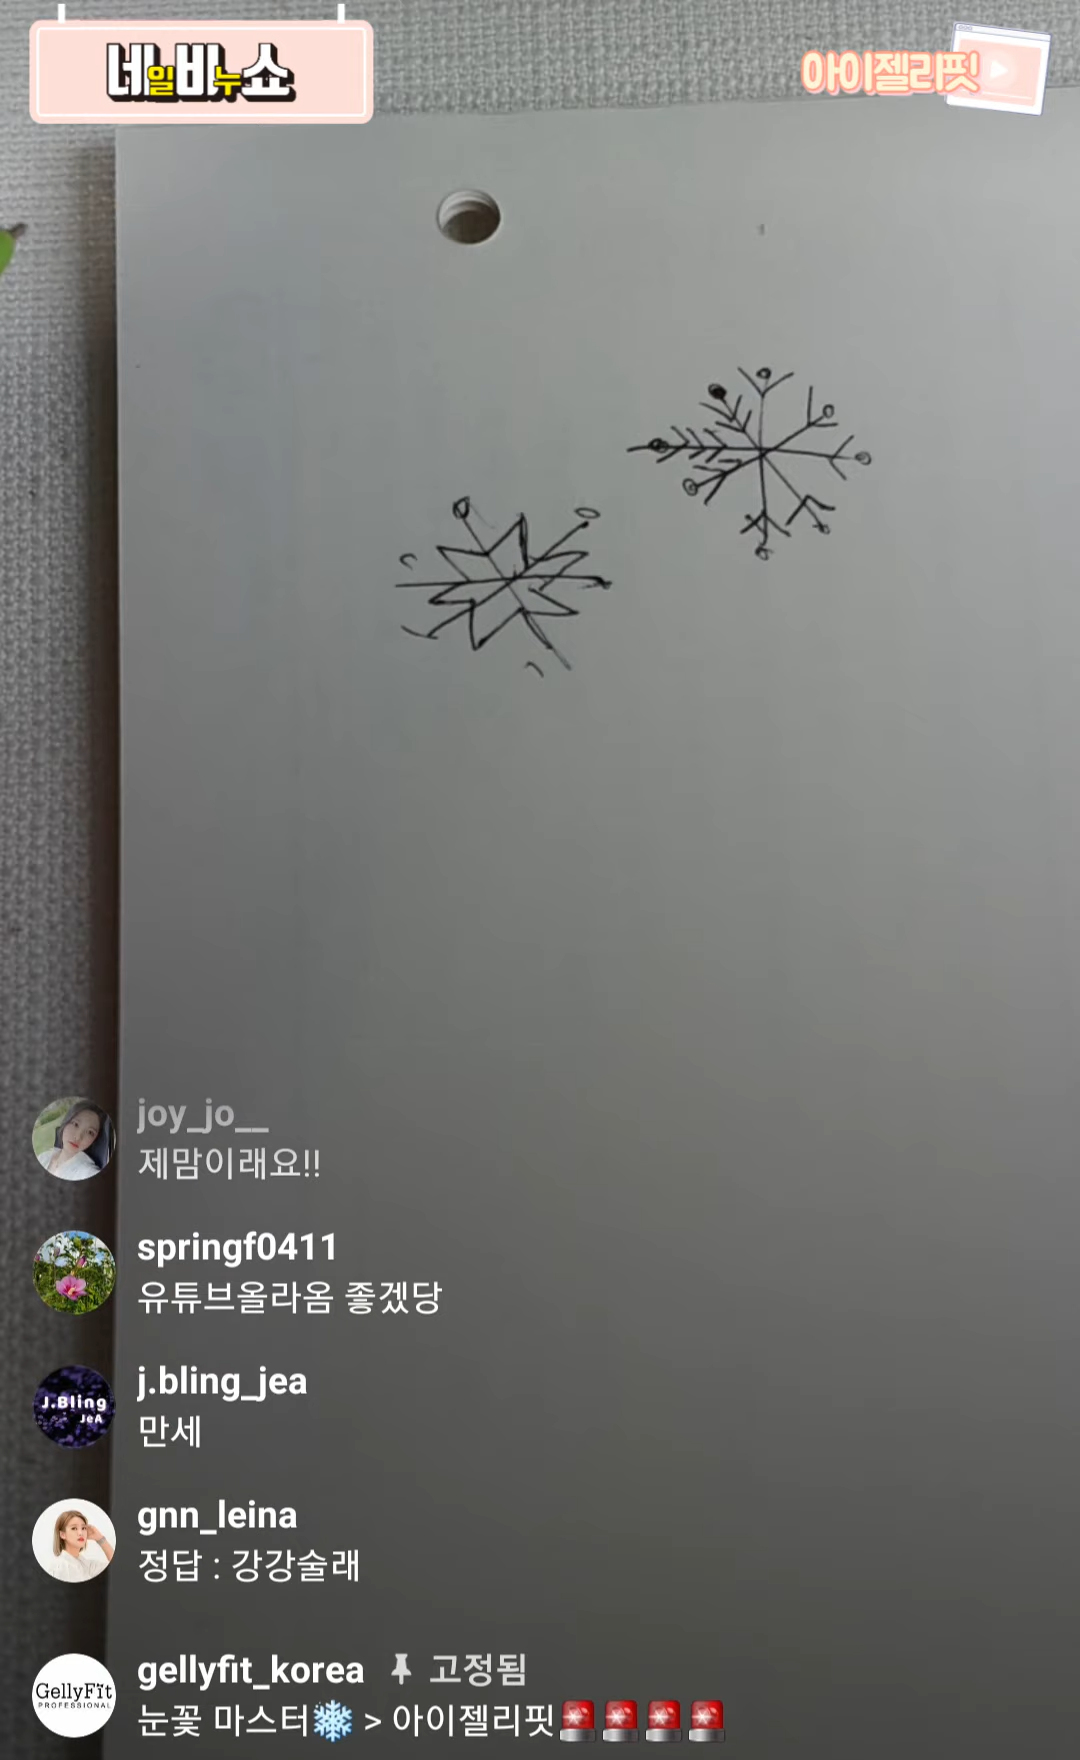 네일비누쇼
아이젤리핏
joy_jo__
제맘이래요!!
springf0411
유튜브올라옴 좋겠당
J.Bling
JeA
j.bling_jea
만세
gnn_leina
정답 : 강강술래
GellyFit
PROFESSIONAL
gellyfit_korea 고정됨
눈꽃 마스터❄️ > 아이젤리핏🚨🚨🚨🚨